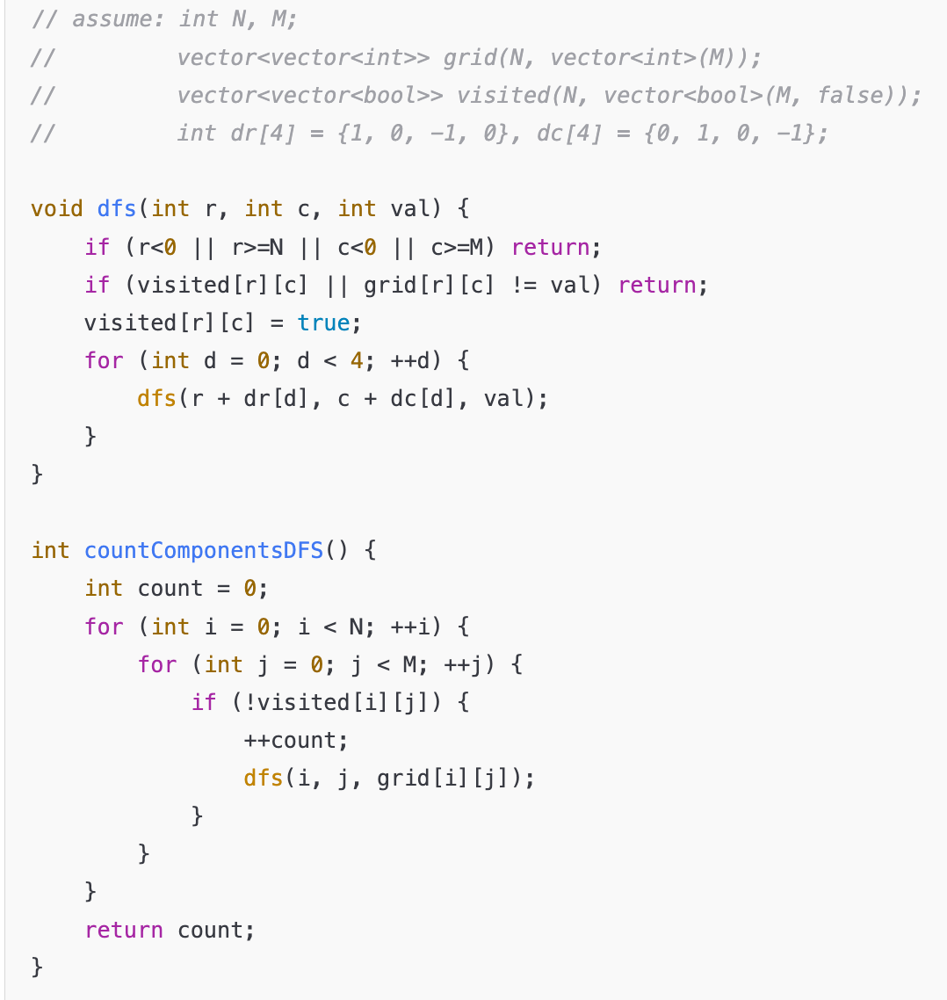 // assume: int N, M;
//         vector<vector<int>> grid(N, vector<int>(M));
//         vector<vector<bool>> visited(N, vector<bool>(M, false));
//         int dr[4] = {1, 0, -1, 0}, dc[4] = {0, 1, 0, -1};

void dfs(int r, int c, int val) {
    if (r<0 || r>=N || c<0 || c>=M) return;
    if (visited[r][c] || grid[r][c] != val) return;
    visited[r][c] = true;
    for (int d = 0; d < 4; ++d) {
        dfs(r + dr[d], c + dc[d], val);
    }
}

int countComponentsDFS() {
    int count = 0;
    for (int i = 0; i < N; ++i) {
        for (int j = 0; j < M; ++j) {
            if (!visited[i][j]) {
                ++count;
                dfs(i, j, grid[i][j]);
            }
        }
    }
    return count;
}